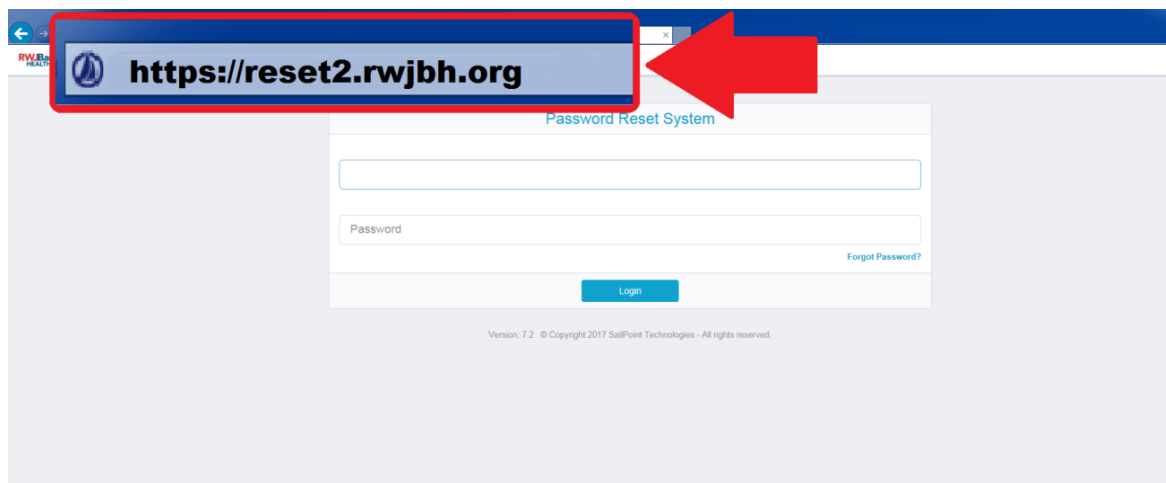 https://reset2.rwjbh.org
Password Reset System
Password
Forgot Password?
Login
Version: 7.2 © Copyright 2017 SailPoint Technologies - All rights reserved.